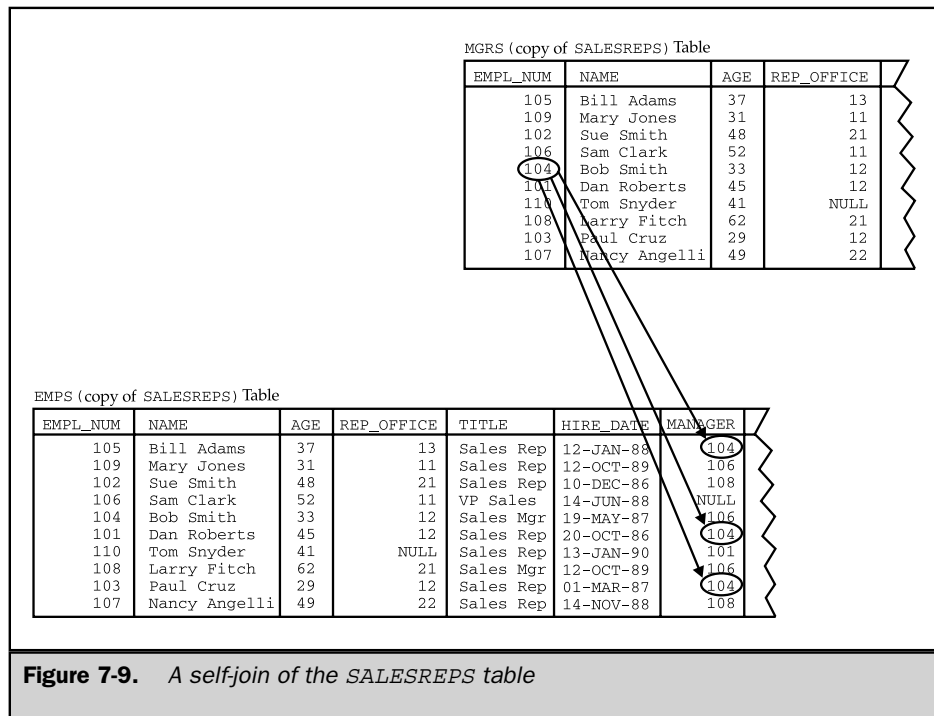 MGRS (copy of SALESREPS) Table
EMPL_NUM NAME AGE REP_OFFICE
105 Bill Adams 37 13
109 Mary Jones 31 11
102 Sue Smith 48 21
106 Sam Clark 52 11
104 Bob Smith 33 12
101 Dan Roberts 45 12
110 Tom Snyder 41 NULL
108 Larry Fitch 62 21
103 Paul Cruz 29 12
107 Nancy Angelli 49 22
EMPS (copy of SALESREPS) Table
EMPL_NUM NAME AGE REP_OFFICE TITLE HIRE_DATE MANAGER
105 Bill Adams 37 13 Sales Rep 12-JAN-88 104
109 Mary Jones 31 11 Sales Rep 12-OCT-89 106
102 Sue Smith 48 21 Sales Rep 10-DEC-86 108
106 Sam Clark 52 11 VP Sales 14-JUN-88 NULL
104 Bob Smith 33 12 Sales Mgr 19-MAY-87 106
101 Dan Roberts 45 12 Sales Rep 20-OCT-86 104
110 Tom Snyder 41 NULL Sales Rep 13-JAN-90 101
108 Larry Fitch 62 21 Sales Mgr 12-OCT-89 106
103 Paul Cruz 29 12 Sales Rep 01-MAR-87 104
107 Nancy Angelli 49 22 Sales Rep 14-NOV-88 108
Figure 7-9. A self-join of the SALESREPS table